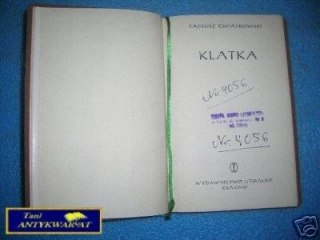 TADEUSZ KWIATKOWSKI
KLATKA
Nr 4056
Nr 4056
WYDAWNICTWO LITERACKIE
KRAKÓW
Tani
ANTYKWARIAT